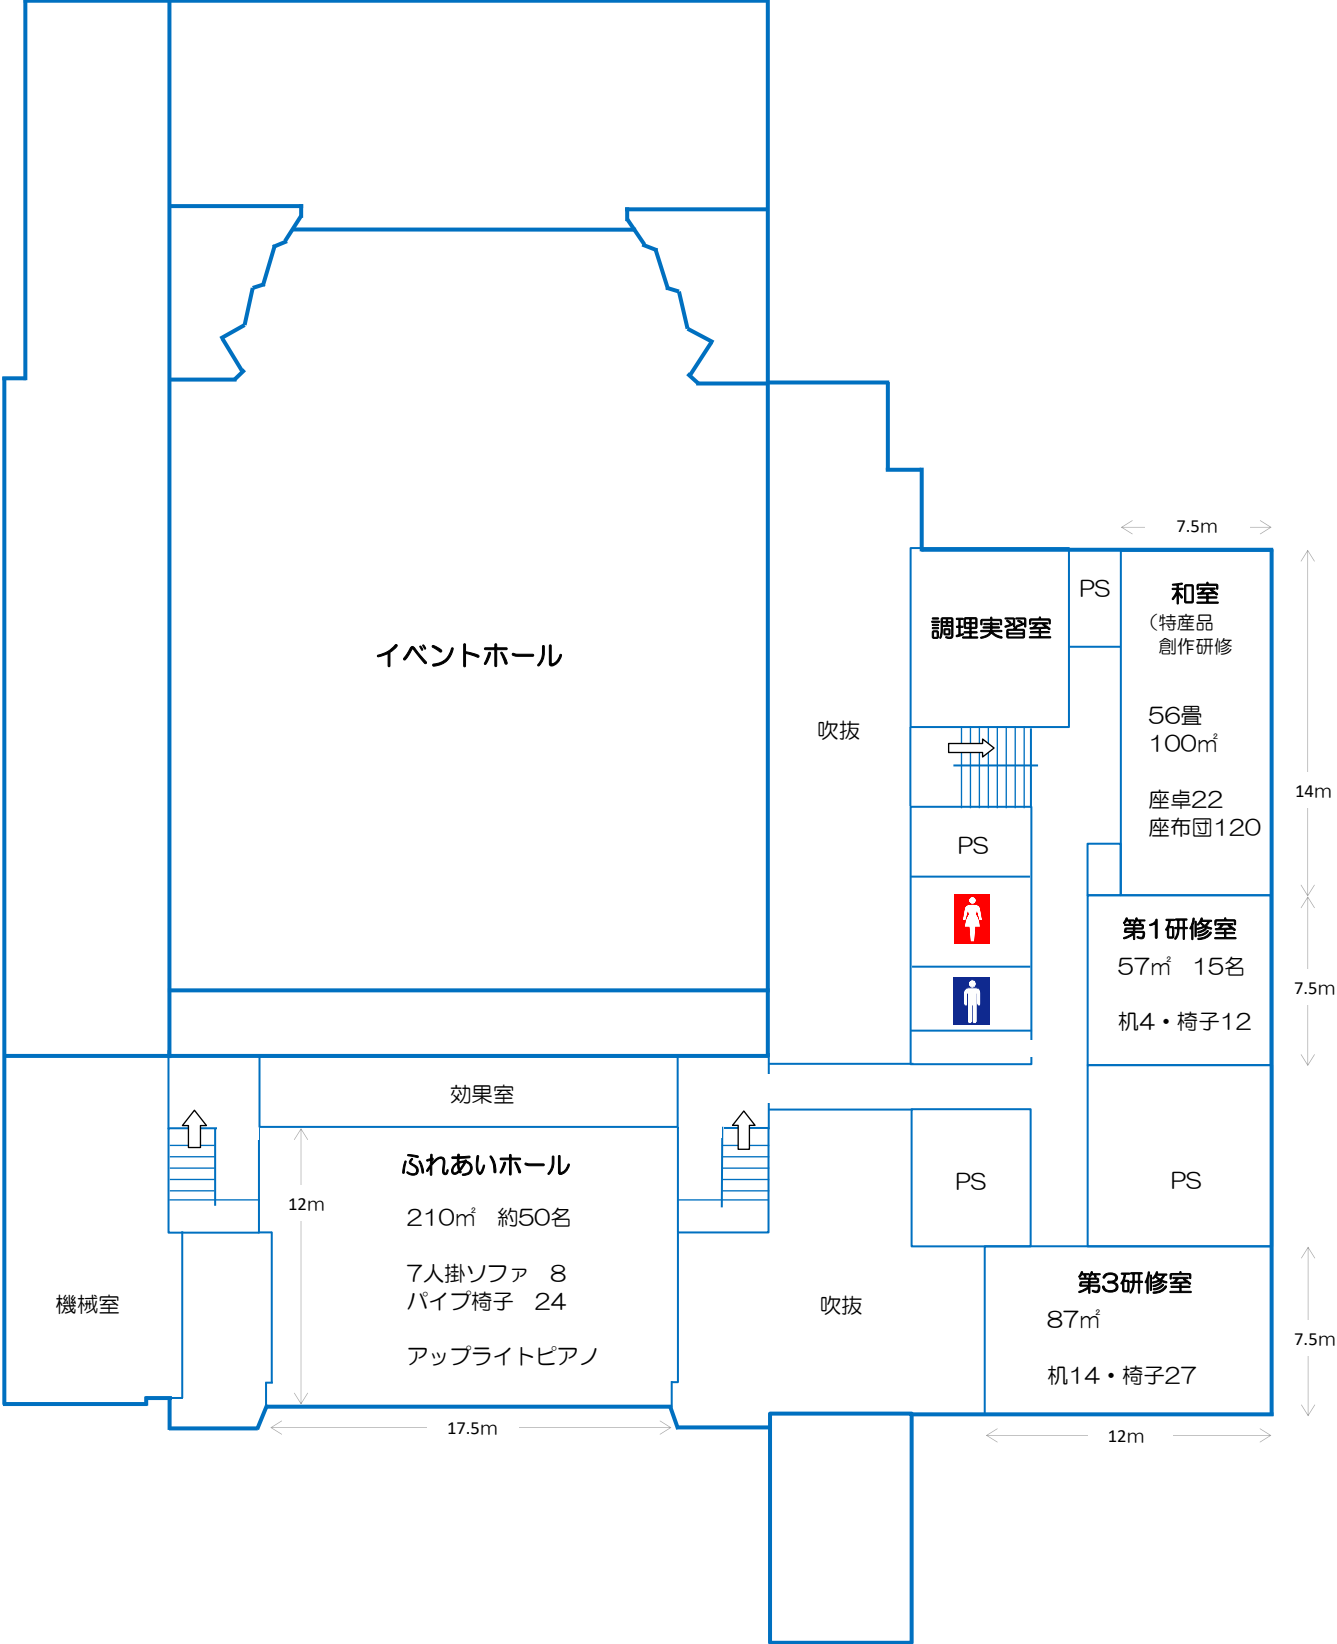 7.5m
PS
和室
（特産品
創作研修
調理実習室
イベントホール
56畳
100㎡
吹抜
14m
座卓22
座布団120
PS
第1研修室
57㎡　15名
7.5m
机4・椅子12
効果室
ふれあいホール
PS
PS
12m
210㎡　約50名
7人掛ソファ　8
パイプ椅子　24
アップライトピアノ
機械室
吹抜
第3研修室
87㎡
7.5m
机14・椅子27
17.5m
12m